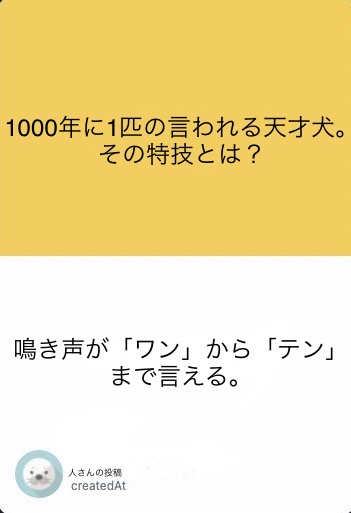 1000年に1匹の言われる天才犬。
その特技とは？
鳴き声が「ワン」から「テン」
まで言える。
人さんの投稿
createdAt